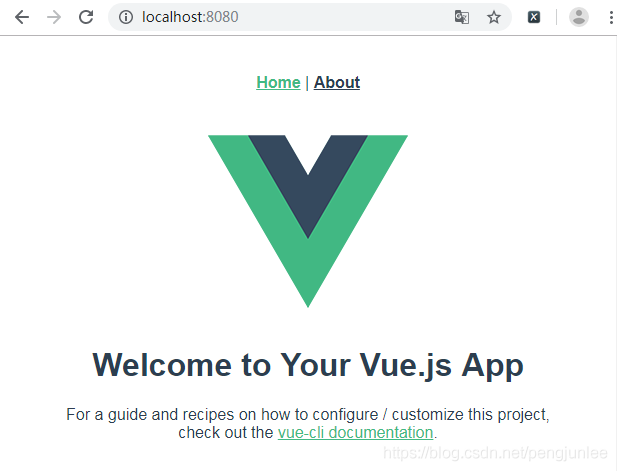 localhost:8080
Home | About
Welcome to Your Vue.js App
For a guide and recipes on how to configure / customize this project,
check out the vue-cli documentation.
https://blog.csdn.net/pengjunlee